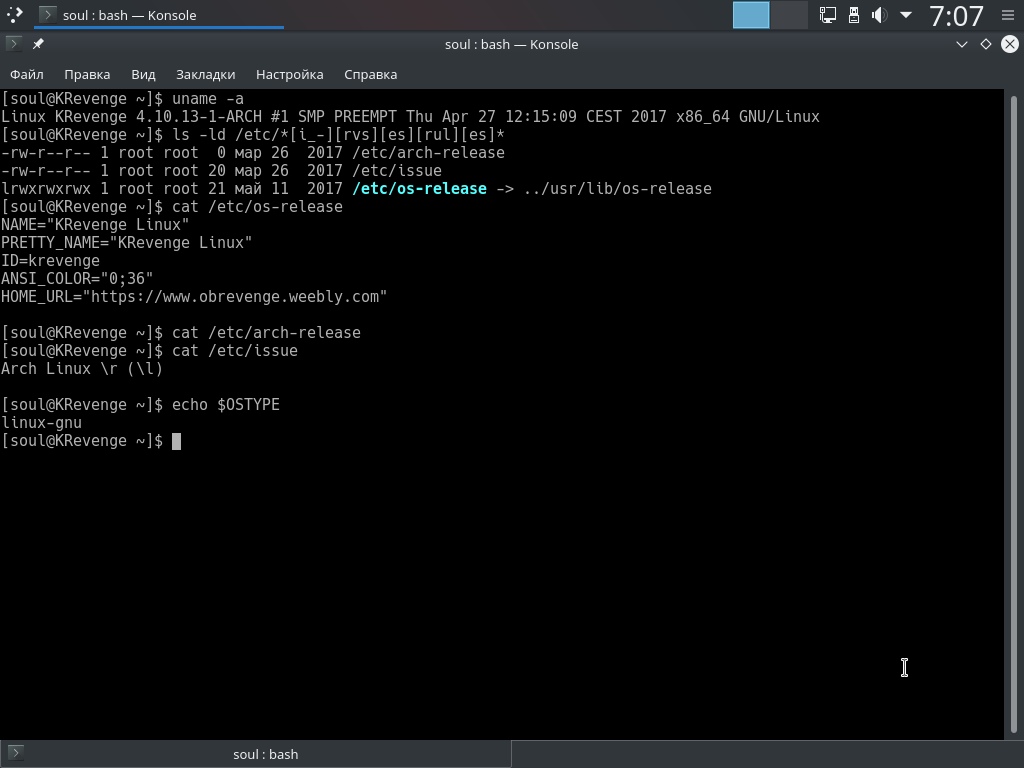 soul : bash — Konsole
7:07
soul : bash — Konsole
Файл Правка Вид Закладки Настройка Справка
[soul@KRevenge ~]$ uname -a
Linux KRevenge 4.10.13-1-ARCH #1 SMP PREEMPT Thu Apr 27 12:15:09 CEST 2017 x86_64 GNU/Linux
[soul@KRevenge ~]$ ls -ld /etc/*[i_-][rvs][es][rul][es]*
-rw-r--r-- 1 root root  0 мар 26  2017 /etc/arch-release
-rw-r--r-- 1 root root 20 мар 26  2017 /etc/issue
lrwxrwxrwx 1 root root 21 май 11  2017 /etc/os-release -> ../usr/lib/os-release
[soul@KRevenge ~]$ cat /etc/os-release
NAME="KRevenge Linux"
PRETTY_NAME="KRevenge Linux"
ID=krevenge
ANSI_COLOR="0;36"
HOME_URL="https://www.obrevenge.weebly.com"
[soul@KRevenge ~]$ cat /etc/arch-release
[soul@KRevenge ~]$ cat /etc/issue
Arch Linux \r (\l)
[soul@KRevenge ~]$ echo $OSTYPE
linux-gnu
[soul@KRevenge ~]$
soul : bash